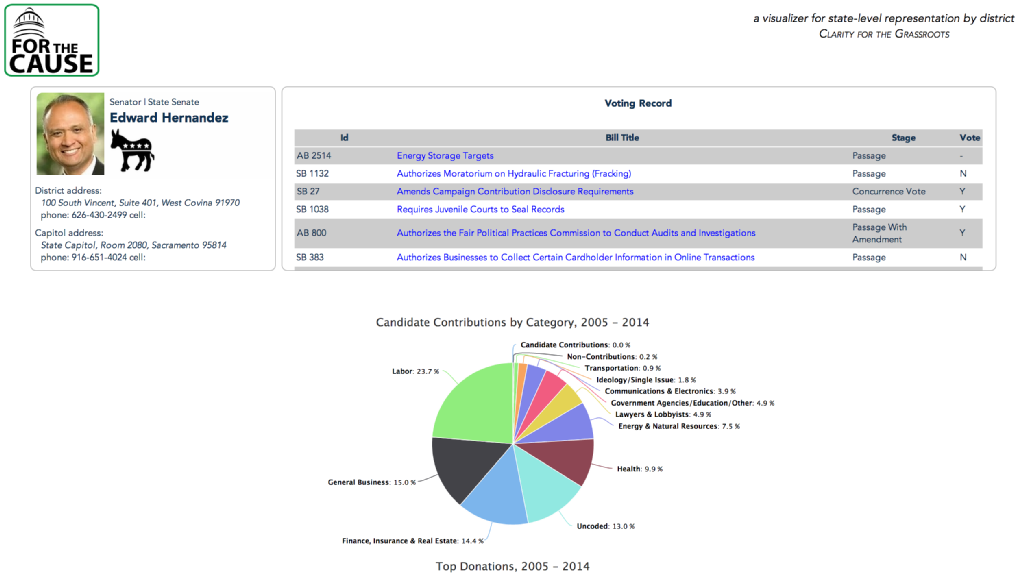 FOR THE
CAUSE
a visualizer for state-level representation by district
CLARITY FOR THE GRASSROOTS
Senator | State Senate
Edward Hernandez
District address:
100 South Vincent, Suite 401, West Covina 91970
phone: 626-430-2499 cell:
Capitol address:
State Capitol, Room 2080, Sacramento 95814
phone: 916-651-4024 cell:
Voting Record
Id Bill Title Stage Vote
AB 2514 Energy Storage Targets Passage -
SB 1132 Authorizes Moratorium on Hydraulic Fracturing (Fracking) Passage N
SB 27 Amends Campaign Contribution Disclosure Requirements Concurrence Vote Y
SB 1038 Requires Juvenile Courts to Seal Records Passage Y
AB 800 Authorizes the Fair Political Practices Commission to Conduct Audits and Investigations Passage With Amendment Y
SB 383 Authorizes Businesses to Collect Certain Cardholder Information in Online Transactions Passage N
Candidate Contributions by Category, 2005 - 2014
Candidate Contributions: 0.0 %
Non-Contributions: 0.2 %
Transportation: 0.9 %
Ideology/Single Issue: 1.8 %
Communications & Electronics: 3.9 %
Government Agencies/Education/Other: 4.9 %
Lawyers & Lobbyists: 4.9 %
Energy & Natural Resources: 7.5 %
Health: 9.9 %
Uncoded: 13.0 %
Finance, Insurance & Real Estate: 14.4 %
General Business: 15.0 %
Labor: 23.7 %
Top Donations, 2005 - 2014